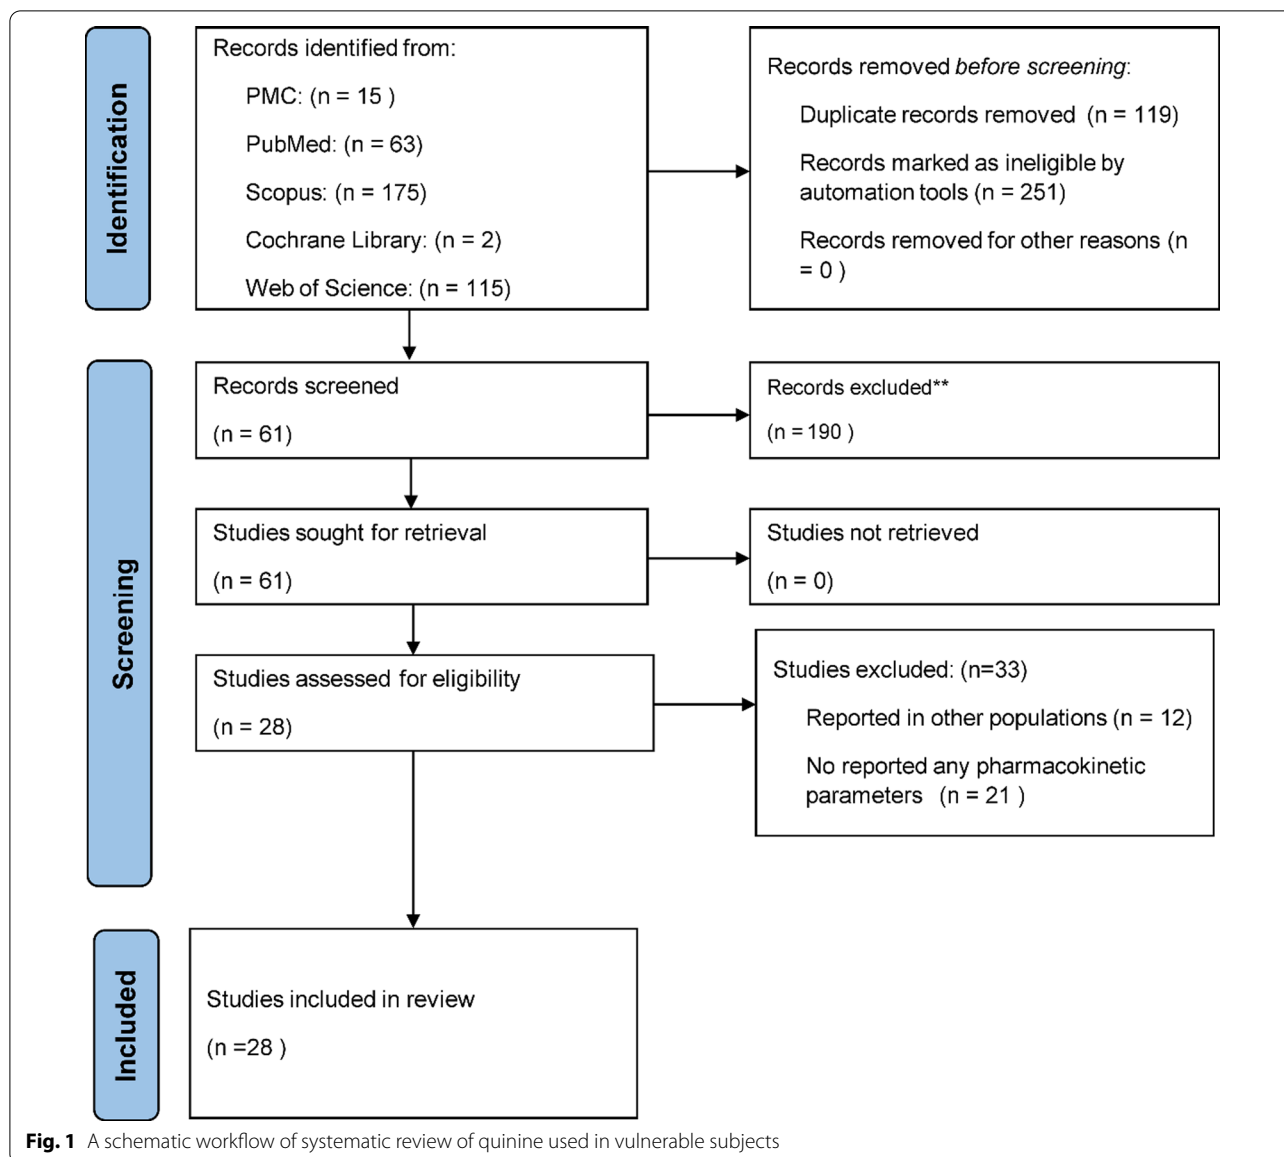 Identification
Records identified from:
PMC: (n = 15 )
PubMed: (n = 63)
Scopus: (n = 175)
Cochrane Library: (n = 2)
Web of Science: (n = 115)
Records removed before screening:
Duplicate records removed (n = 119)
Records marked as ineligible by
automation tools (n = 251)
Records removed for other reasons (n
= 0 )
Screening
Records screened
(n = 61)
Records excluded**
(n = 190 )
Studies sought for retrieval
(n = 61)
Studies not retrieved
(n = 0)
Studies assessed for eligibility
(n = 28)
Studies excluded: (n=33)
Reported in other populations (n = 12)
No reported any pharmacokinetic
parameters (n = 21 )
Included
Studies included in review
(n =28 )
Fig. 1 A schematic workflow of systematic review of quinine used in vulnerable subjects